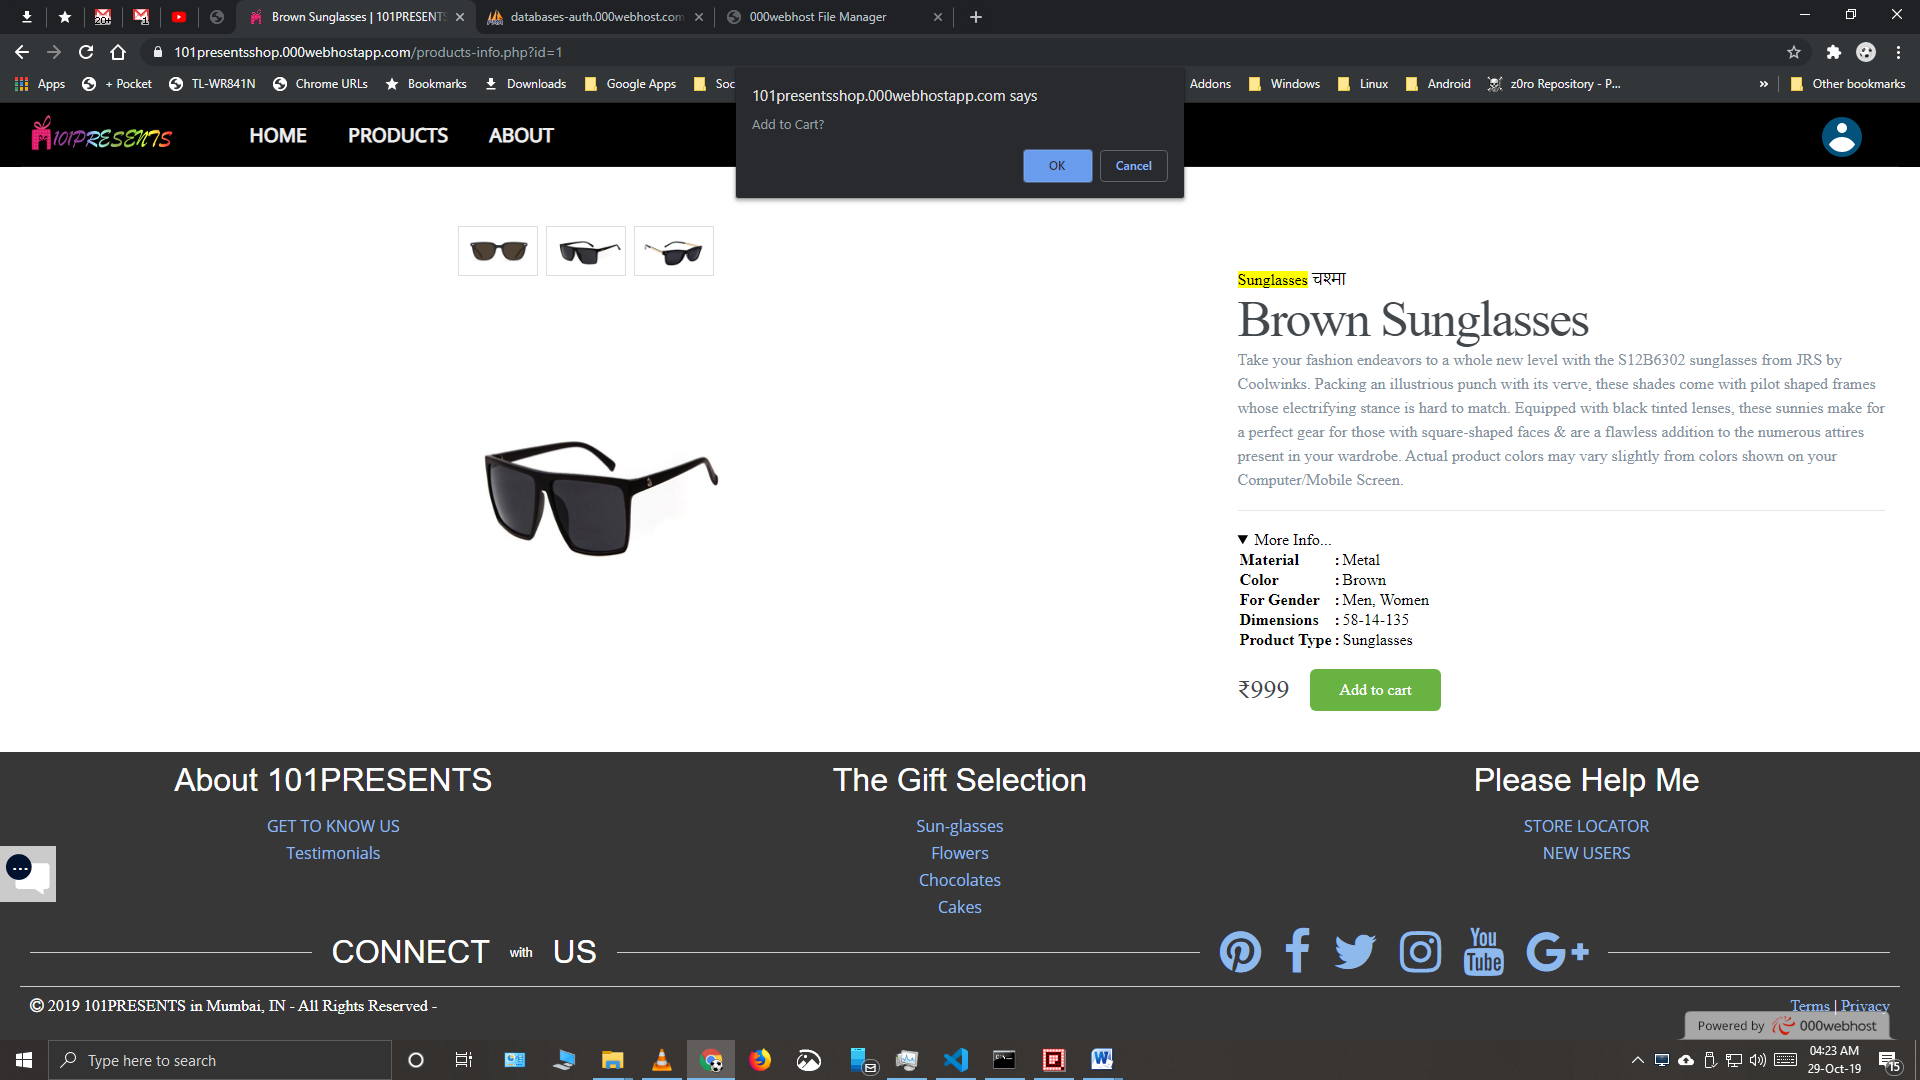 Brown Sunglasses | 101PRESENTS
databases-auth.000webhost.com
000webhost File Manager
101presentsshop.000webhostapp.com/products-info.php?id=1
Apps + Pocket TL-WR841N Chrome URLs Bookmarks Downloads Google Apps Soc Addons Windows Linux Android z0ro Repository - P... » Other bookmarks
101presentsshop.000webhostapp.com says
Add to Cart?
OK Cancel
101PRESENTS HOME PRODUCTS ABOUT
Sunglasses चश्मा
Brown Sunglasses
Take your fashion endeavors to a whole new level with the S12B6302 sunglasses from JRS by
Coolwinks. Packing an illustrious punch with its verve, these shades come with pilot shaped frames
whose electrifying stance is hard to match. Equipped with black tinted lenses, these sunnies make for
a perfect gear for those with square-shaped faces & are a flawless addition to the numerous attires
present in your wardrobe. Actual product colors may vary slightly from colors shown on your
Computer/Mobile Screen.
▼ More Info...
Material : Metal
Color : Brown
For Gender : Men, Women
Dimensions : 58-14-135
Product Type : Sunglasses
₹999 Add to cart
About 101PRESENTS
GET TO KNOW US
Testimonials
The Gift Selection
Sun-glasses
Flowers
Chocolates
Cakes
Please Help Me
STORE LOCATOR
NEW USERS
CONNECT with US
You
Tube
G+
© 2019 101PRESENTS in Mumbai, IN - All Rights Reserved -
Terms | Privacy
Powered by 000webhost
Type here to search
04:23 AM
29-Oct-19
15